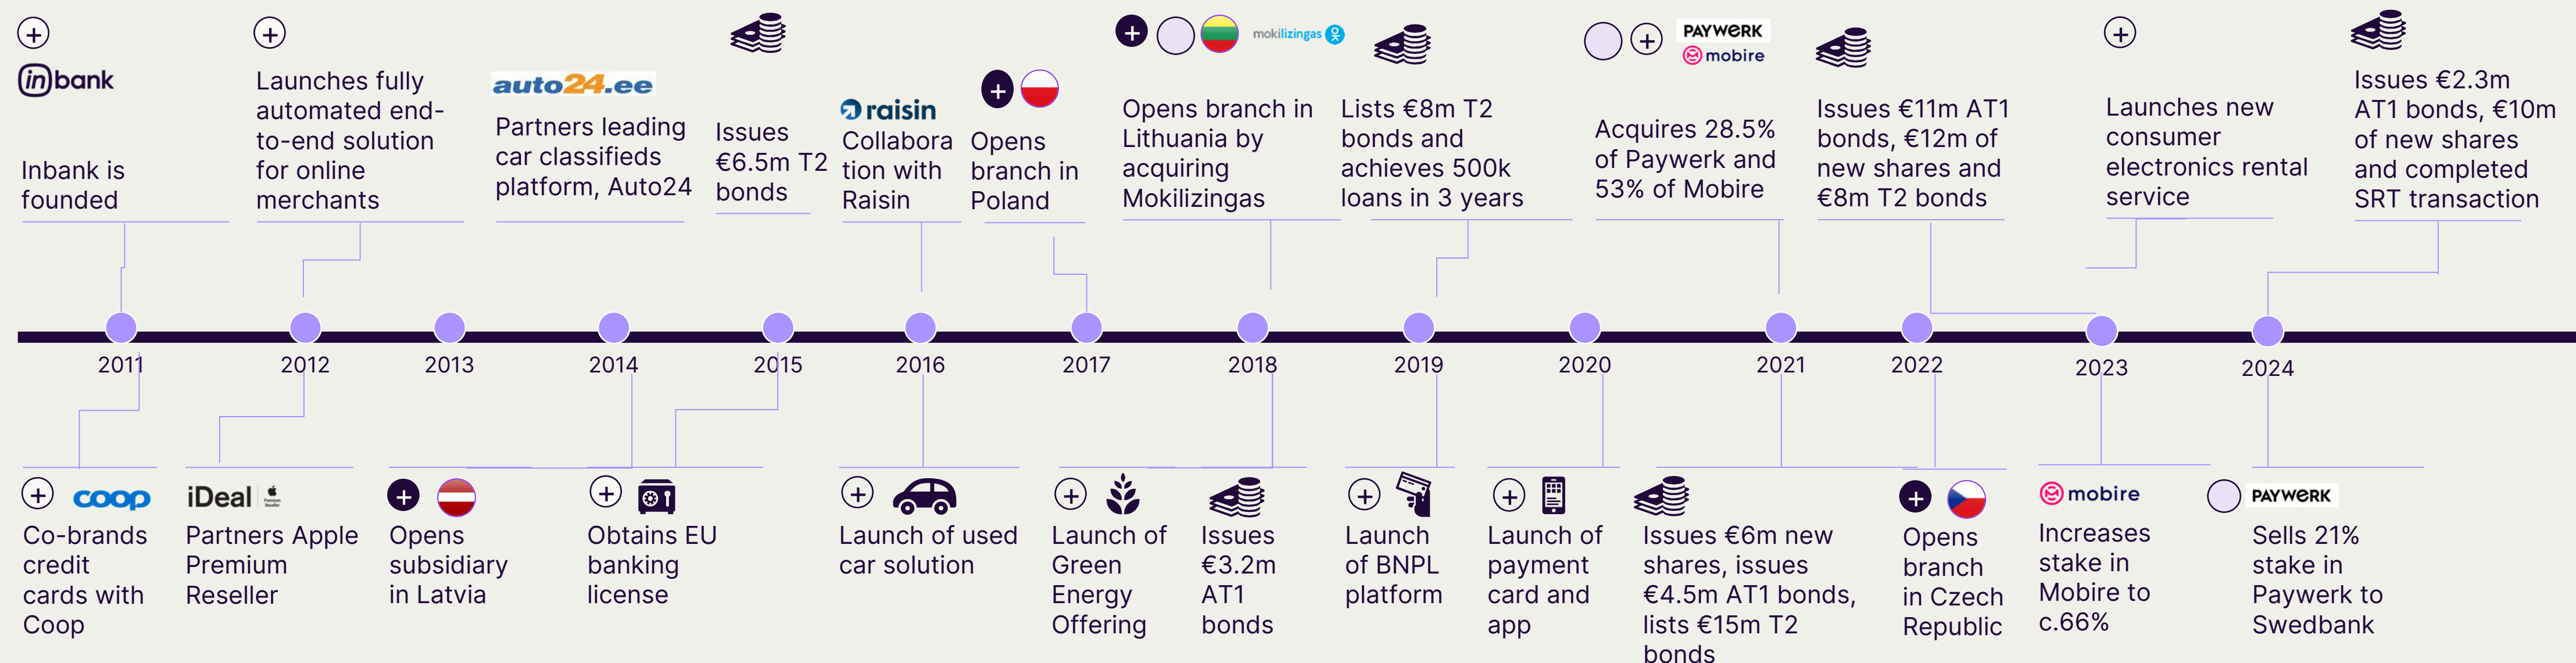 inbank
Inbank is
founded
Launches fully
automated end-
to-end solution
for online
merchants
auto24.ee
Partners leading
car classifieds
platform, Auto24
Issues
€6.5m T2
bonds
raisin
Collabora
tion with
Raisin
Opens
branch in
Poland
mokilizingas
Opens branch in
Lithuania by
acquiring
Mokilizingas
Lists €8m T2
bonds and
achieves 500k
loans in 3 years
PAYWERK
mobire
Acquires 28.5%
of Paywerk and
53% of Mobire
Issues €11m AT1
bonds, €12m of
new shares and
€8m T2 bonds
Launches new
consumer
electronics rental
service
Issues €2.3m
AT1 bonds, €10m
of new shares
and completed
SRT transaction
2011
2012
2013
2014
2015
2016
2017
2018
2019
2020
2021
2022
2023
2024
coop
Co-brands
credit
cards with
Coop
iDeal
Partners Apple
Premium
Reseller
Opens
subsidiary
in Latvia
Obtains EU
banking
license
Launch of used
car solution
Launch of
Green
Energy
Offering
Issues
€3.2m
AT1
bonds
Launch
of BNPL
platform
Launch of
payment
card and
app
Issues €6m new
shares, issues
€4.5m AT1 bonds,
lists €15m T2
bonds
Opens
branch
in Czech
Republic
mobire
Increases
stake in
Mobire to
c.66%
PAYWERK
Sells 21%
stake in
Paywerk to
Swedbank